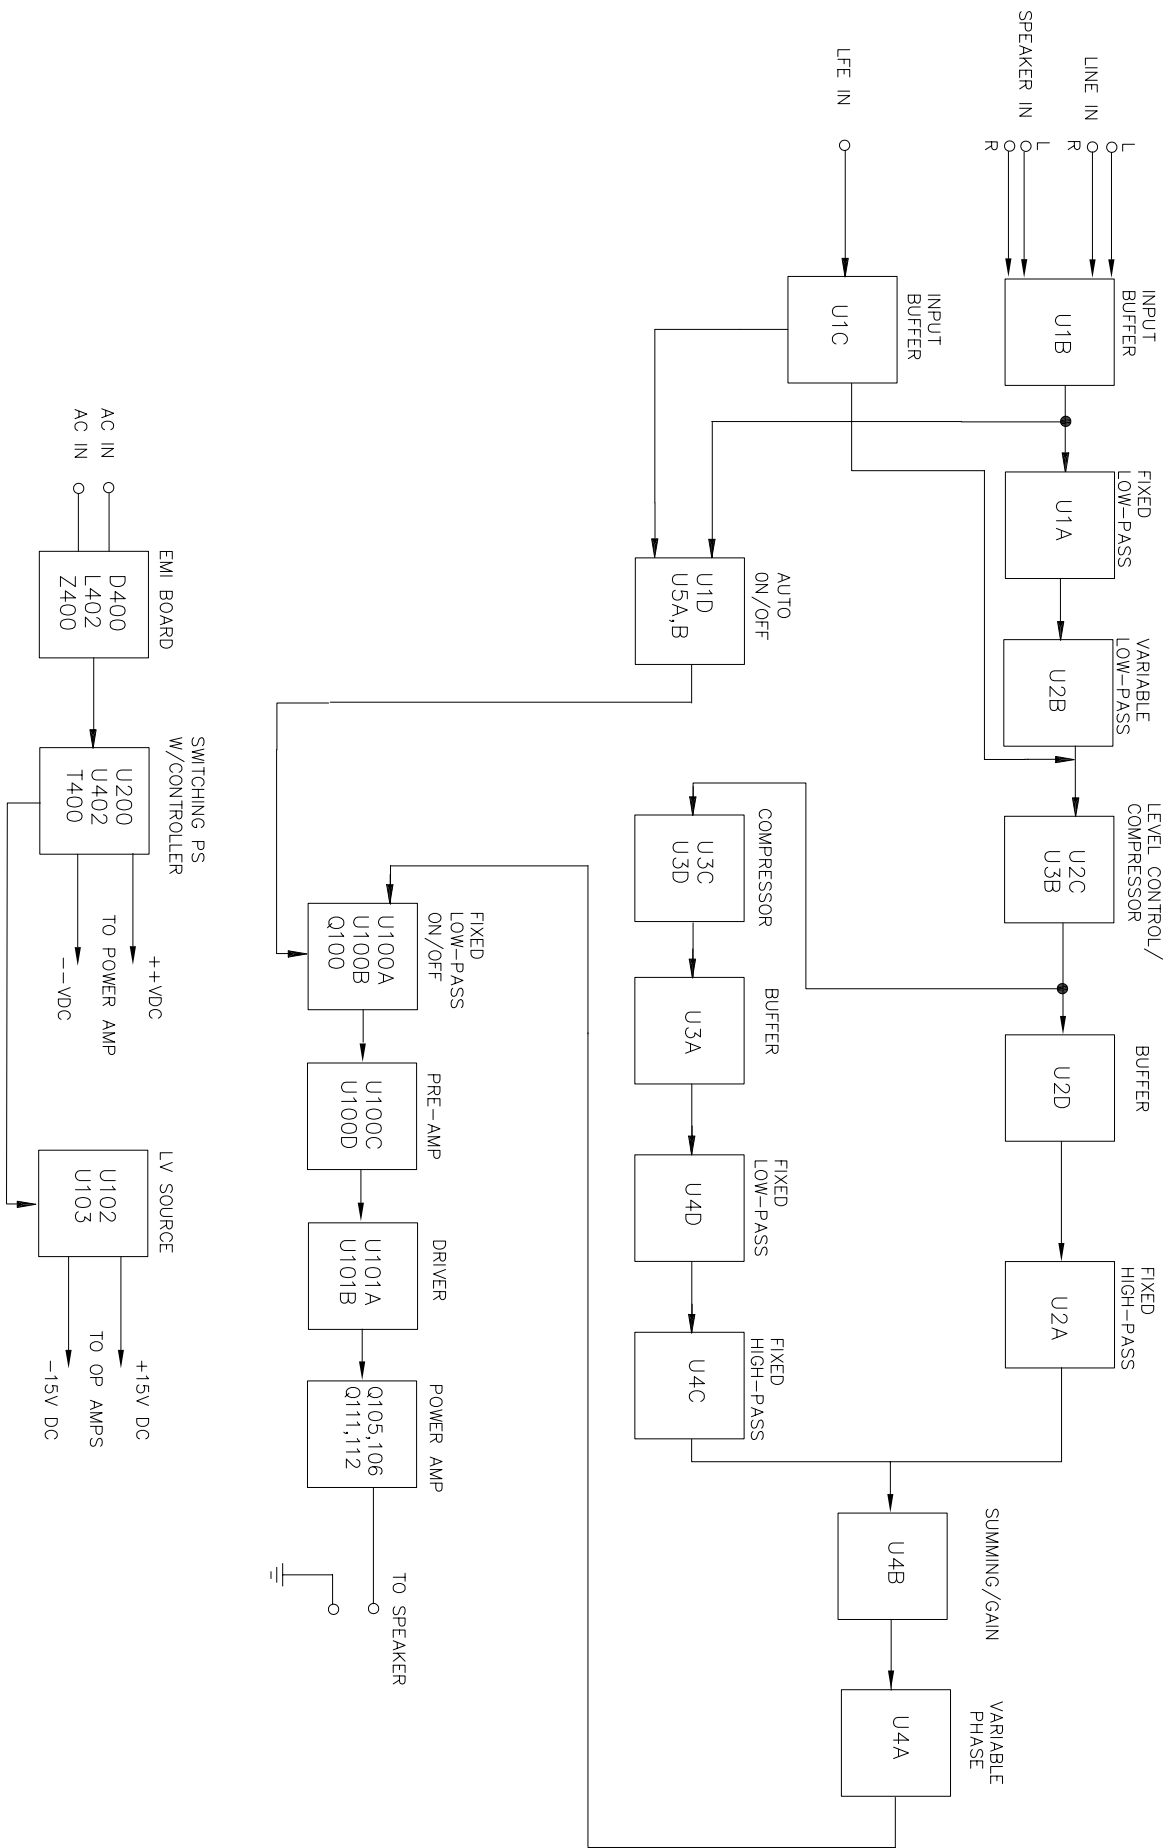 LINE IN
L
R
SPEAKER IN
L
R
INPUT
BUFFER
U1B
FIXED
LOW-PASS
U1A
VARIABLE
LOW-PASS
U2B
LEVEL CONTROL/
COMPRESSOR
U2C
U3B
BUFFER
U2D
FIXED
HIGH-PASS
U2A
LFE IN
INPUT
BUFFER
U1C
SUMMING/GAIN
U4B
VARIABLE
PHASE
U4A
AUTO
ON/OFF
U1D
U5A,B
COMPRESSOR
U3C
U3D
BUFFER
U3A
FIXED
LOW-PASS
U4D
FIXED
HIGH-PASS
U4C
FIXED
LOW-PASS
ON/OFF
U100A
U100B
Q100
PRE-AMP
U100C
U100D
DRIVER
U101A
U101B
POWER AMP
Q105,106
Q111,112
TO SPEAKER
AC IN
AC IN
EMI BOARD
D400
L402
Z400
SWITCHING PS
W/CONTROLLER
U200
U402
T400
++VDC
TO POWER AMP
--VDC
LV SOURCE
U102
U103
+15V DC
TO OP AMPS
-15V DC